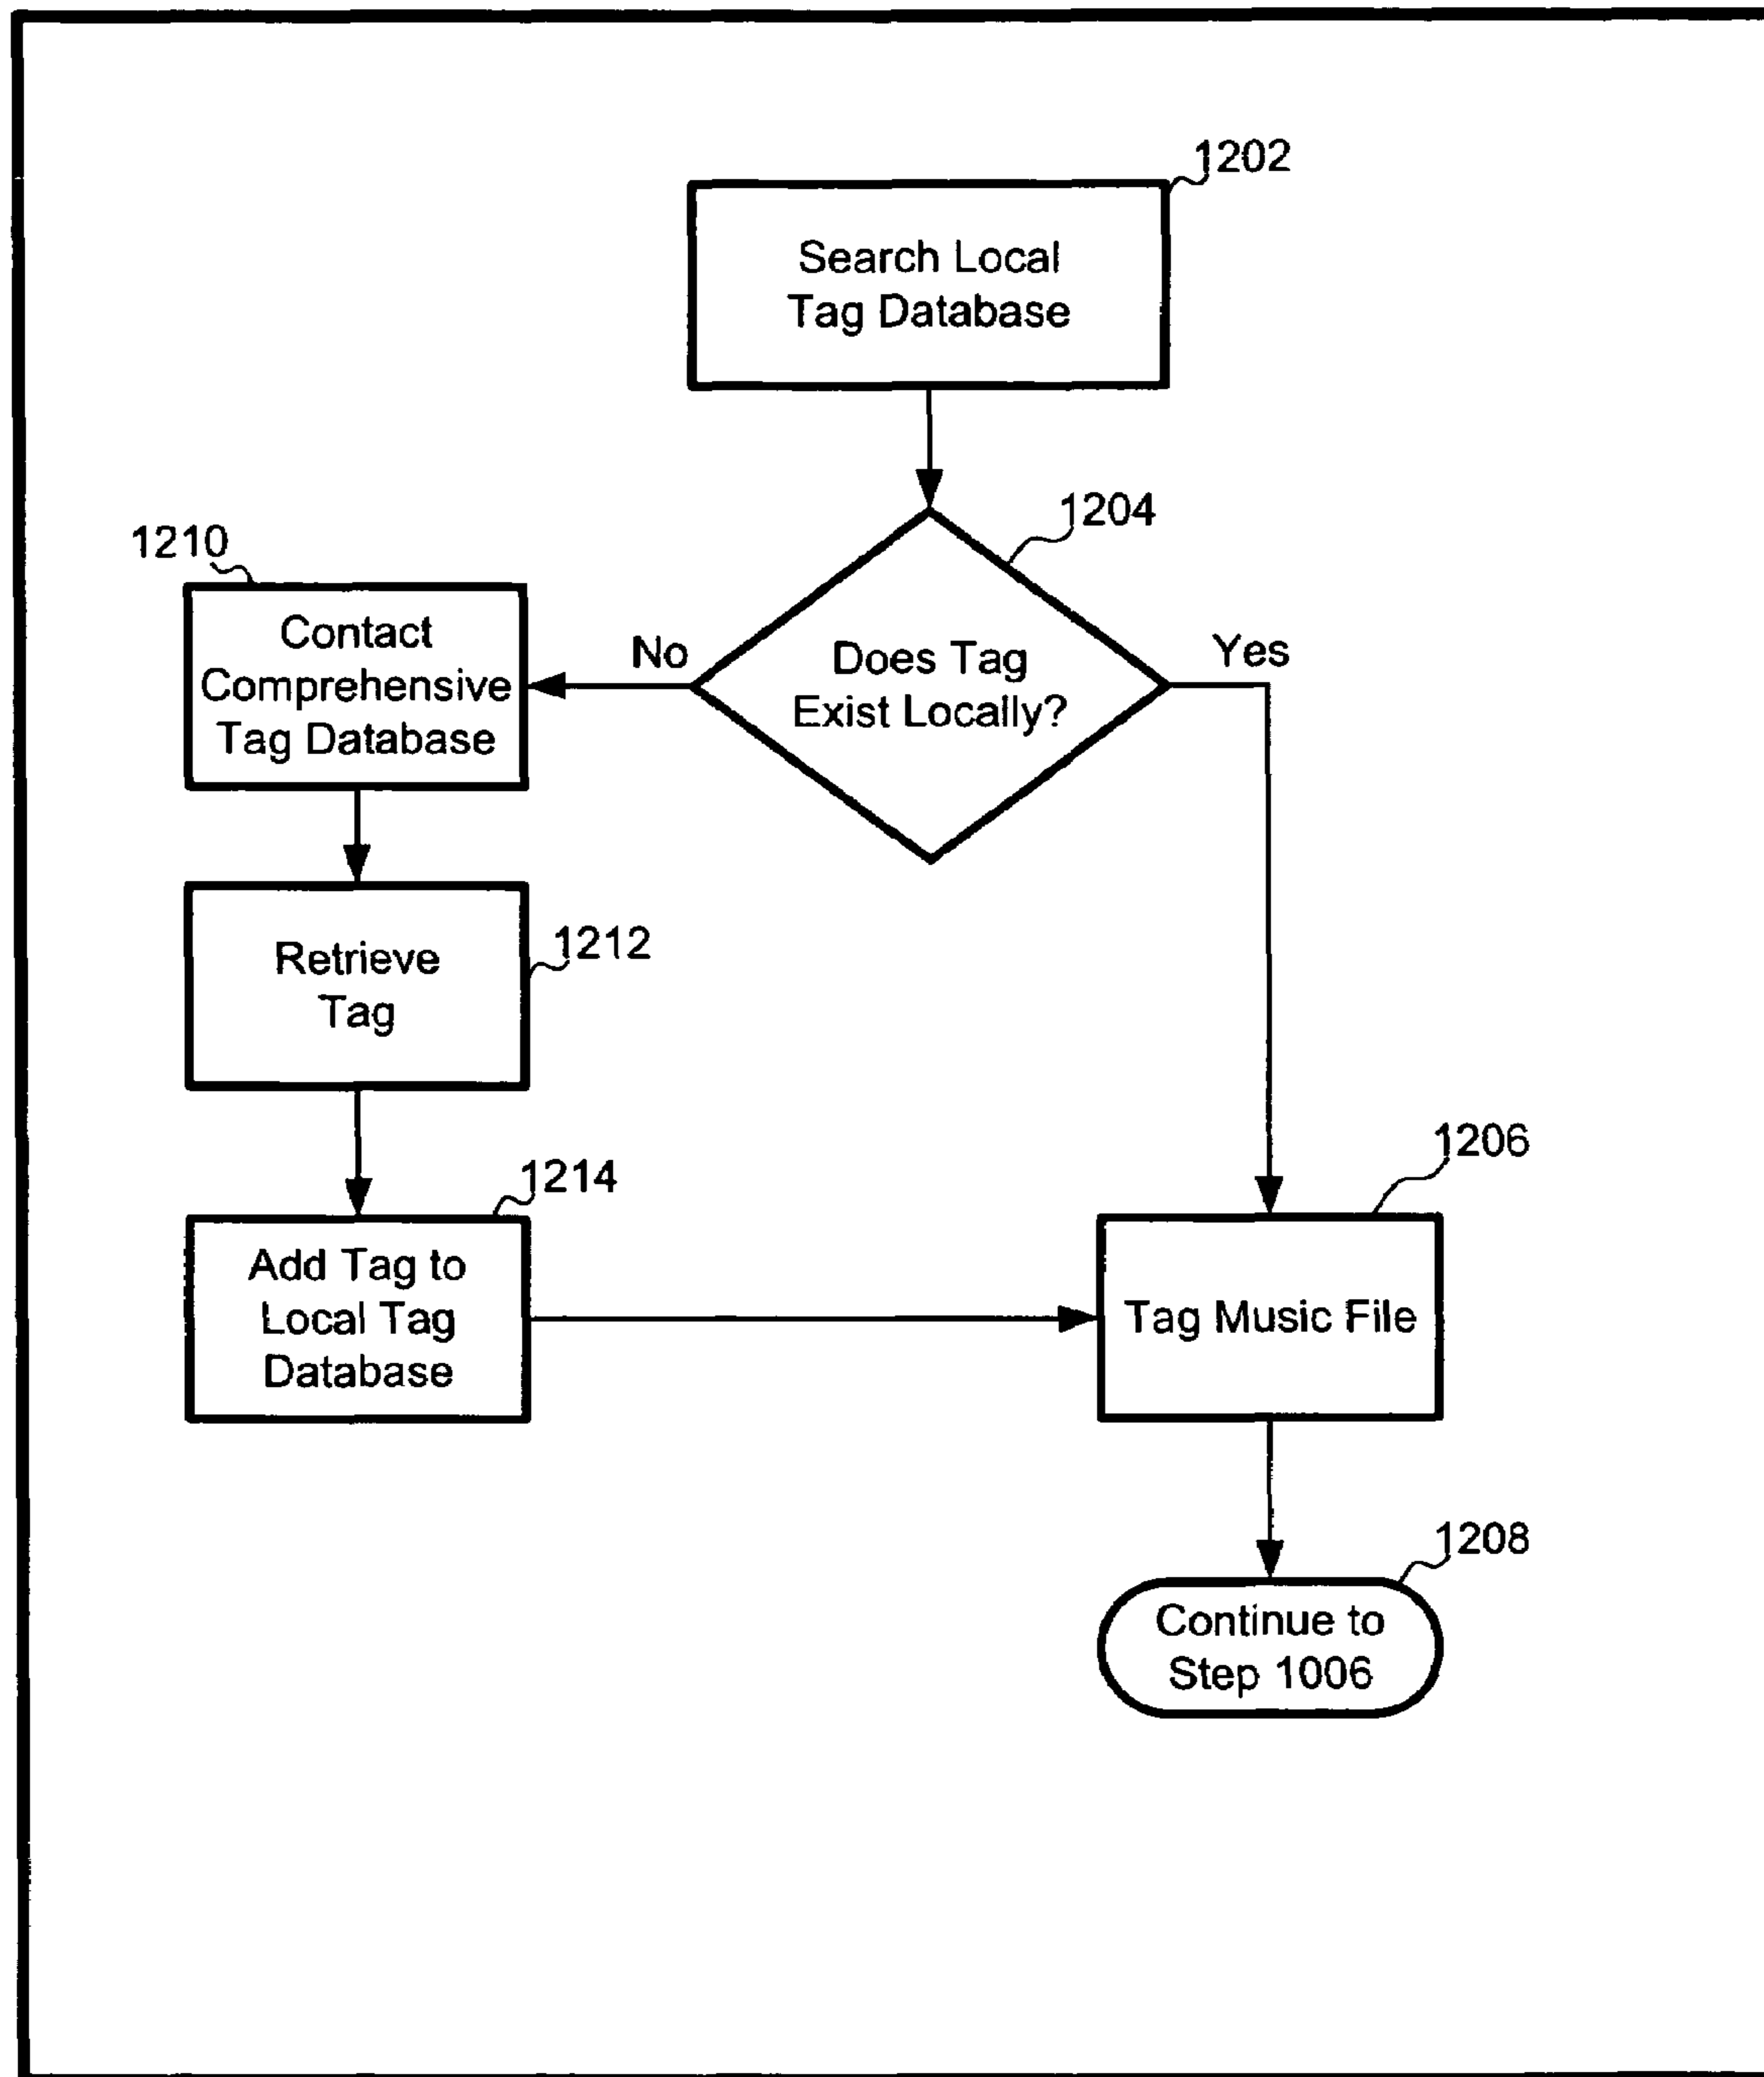 1202
Search Local
Tag Database
1204
Does Tag
Exist Locally?
No
Yes
1210
Contact
Comprehensive
Tag Database
1212
Retrieve
Tag
1214
Add Tag to
Local Tag
Database
1206
Tag Music File
1208
Continue to
Step 1006